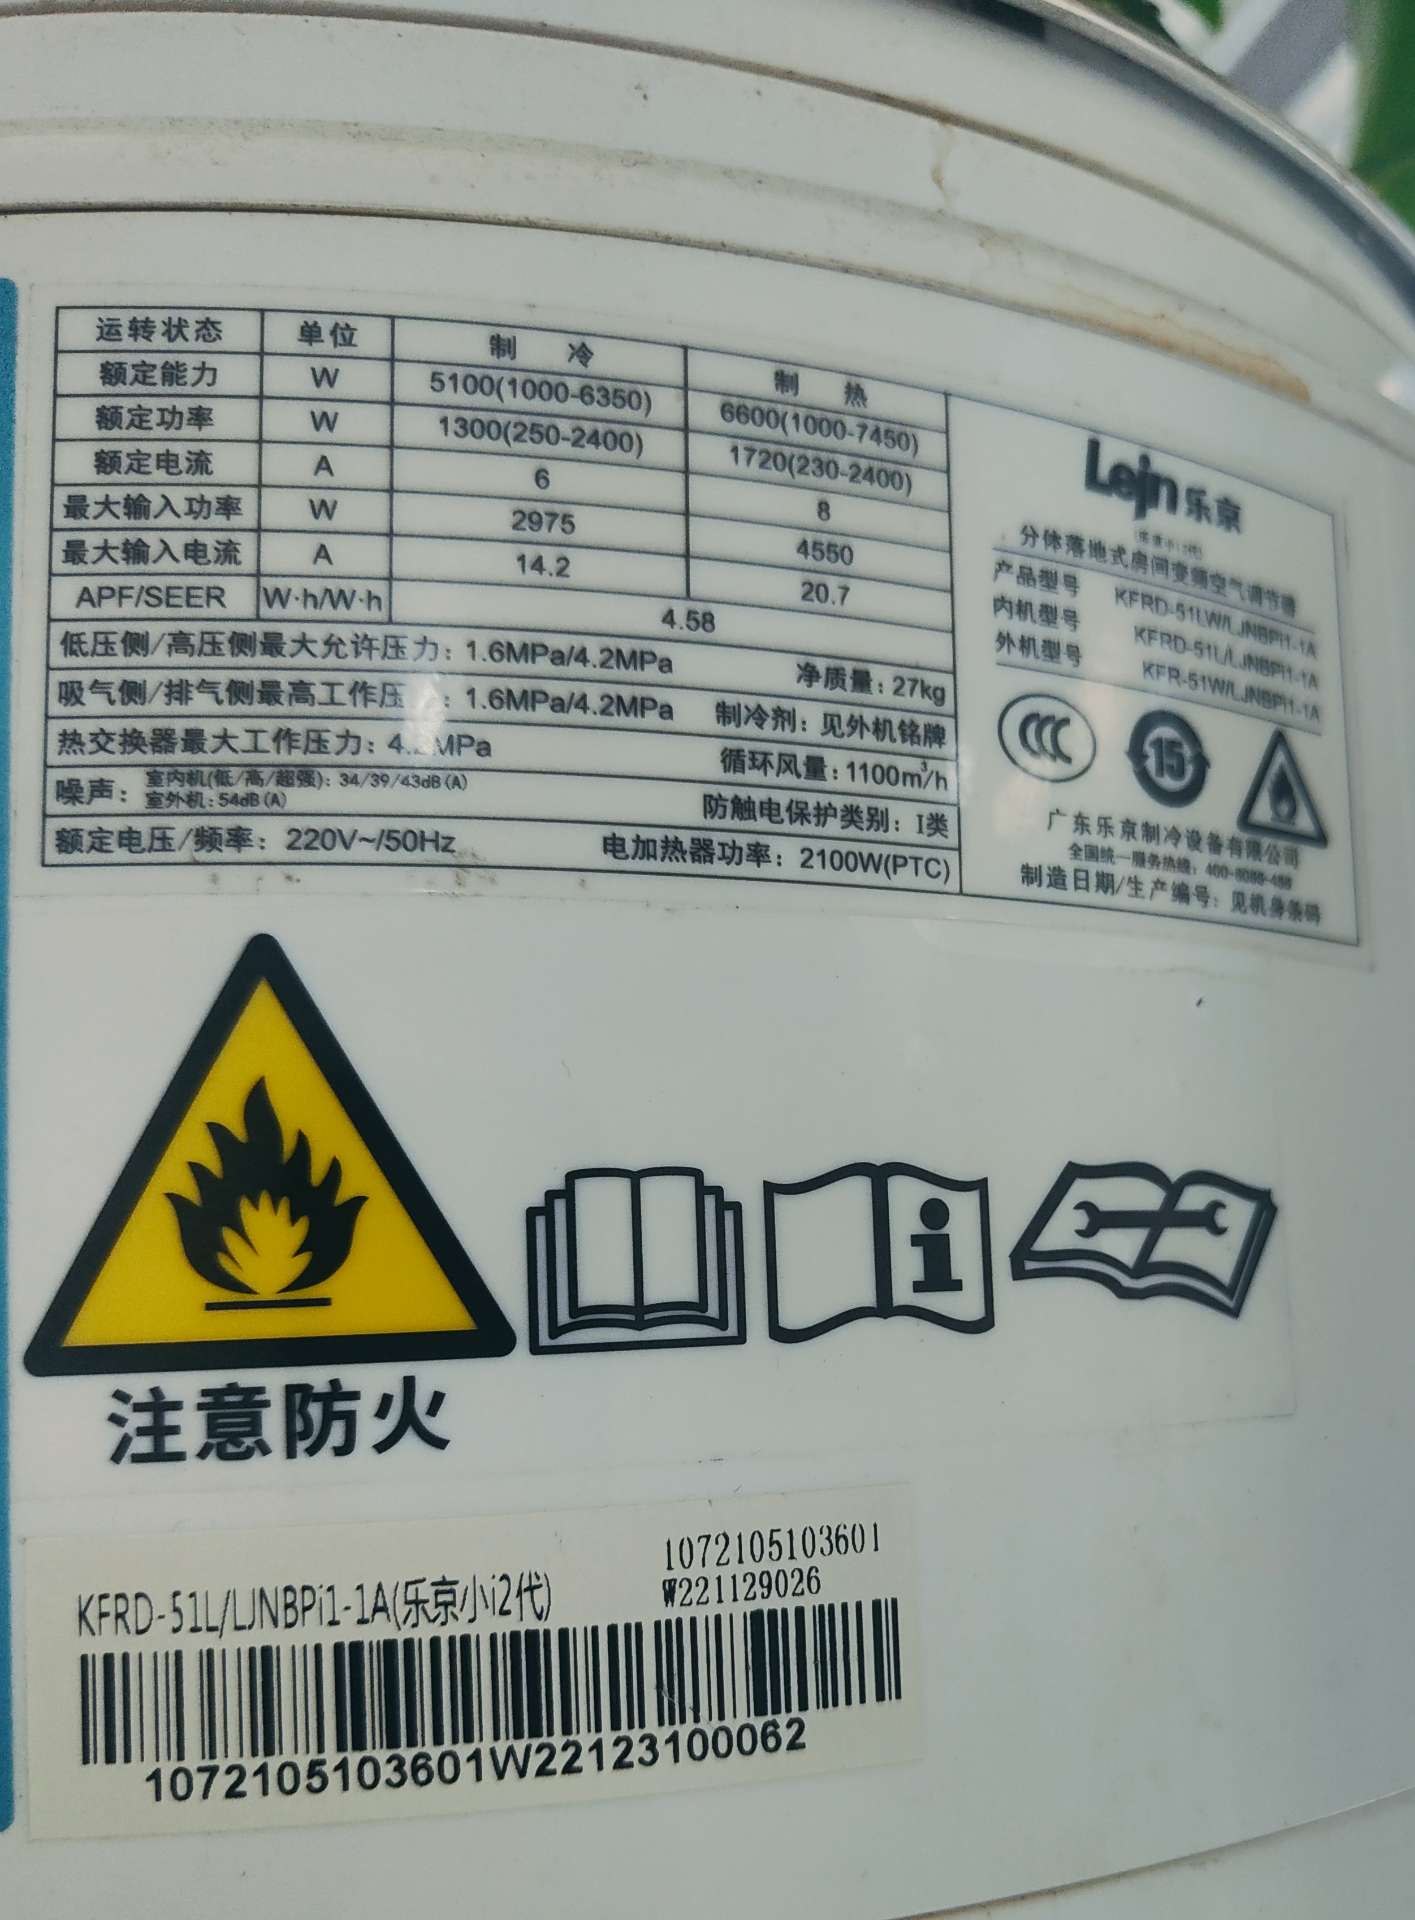 运转状态 单位 制 冷 制 热
额定能力 W 5100(1000-6350) 6600(1000-7450)
额定功率 W 1300(250-2400) 1720(230-2400)
额定电流 A 6 8
最大输入功率 W 2975 4550
最大输入电流 A 14.2 20.7
APF/SEER W·h/W·h 4.58
低压侧/高压侧最大允许压力：1.6MPa/4.2MPa 净质量：27kg
吸气侧/排气侧最高工作压 ：1.6MPa/4.2MPa 制冷剂：见外机铭牌
热交换器最大工作压力： MPa 循环风量：1100m³/h
噪声：室内机(低/高/超强)：34/39/43dB(A)
室外机：54dB(A)
防触电保护类别：I类
额定电压/频率：220V~/50Hz 电加热器功率：2100W(PTC)
Lejn 乐京
分体落地式房间变频空气调节器
产品型号 KFRD-51LW/LJNBPi1-1A
内机型号 KFRD-51L/LJNBPi1-1A
外机型号 KFR-51W/LJNBPi1-1A
CCC
15
广东乐京制冷设备有限公司
全国统一服务热线：
制造日期/生产编号：见机身条码
注意防火
i
KFRD-51L/LJNBPi1-1A(乐京小i2代)
1072105103601
W221129026
1072105103601W22123100062